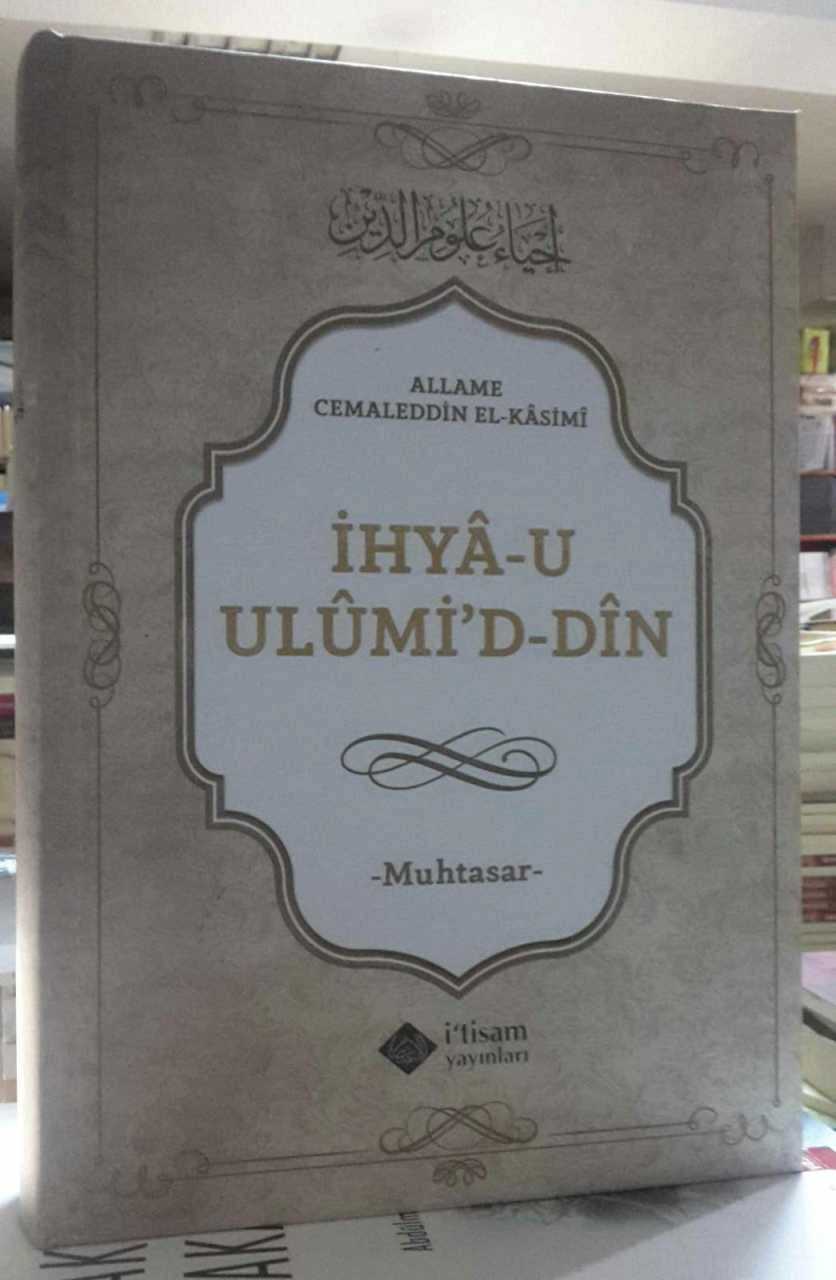 إحياء علوم الدين
ALLAME
CEMALEDDİN EL-KÂSİMÎ
İHYÂ-U
ULÛMİ'D-DÎN
-Muhtasar-
i'tisam
yayınları